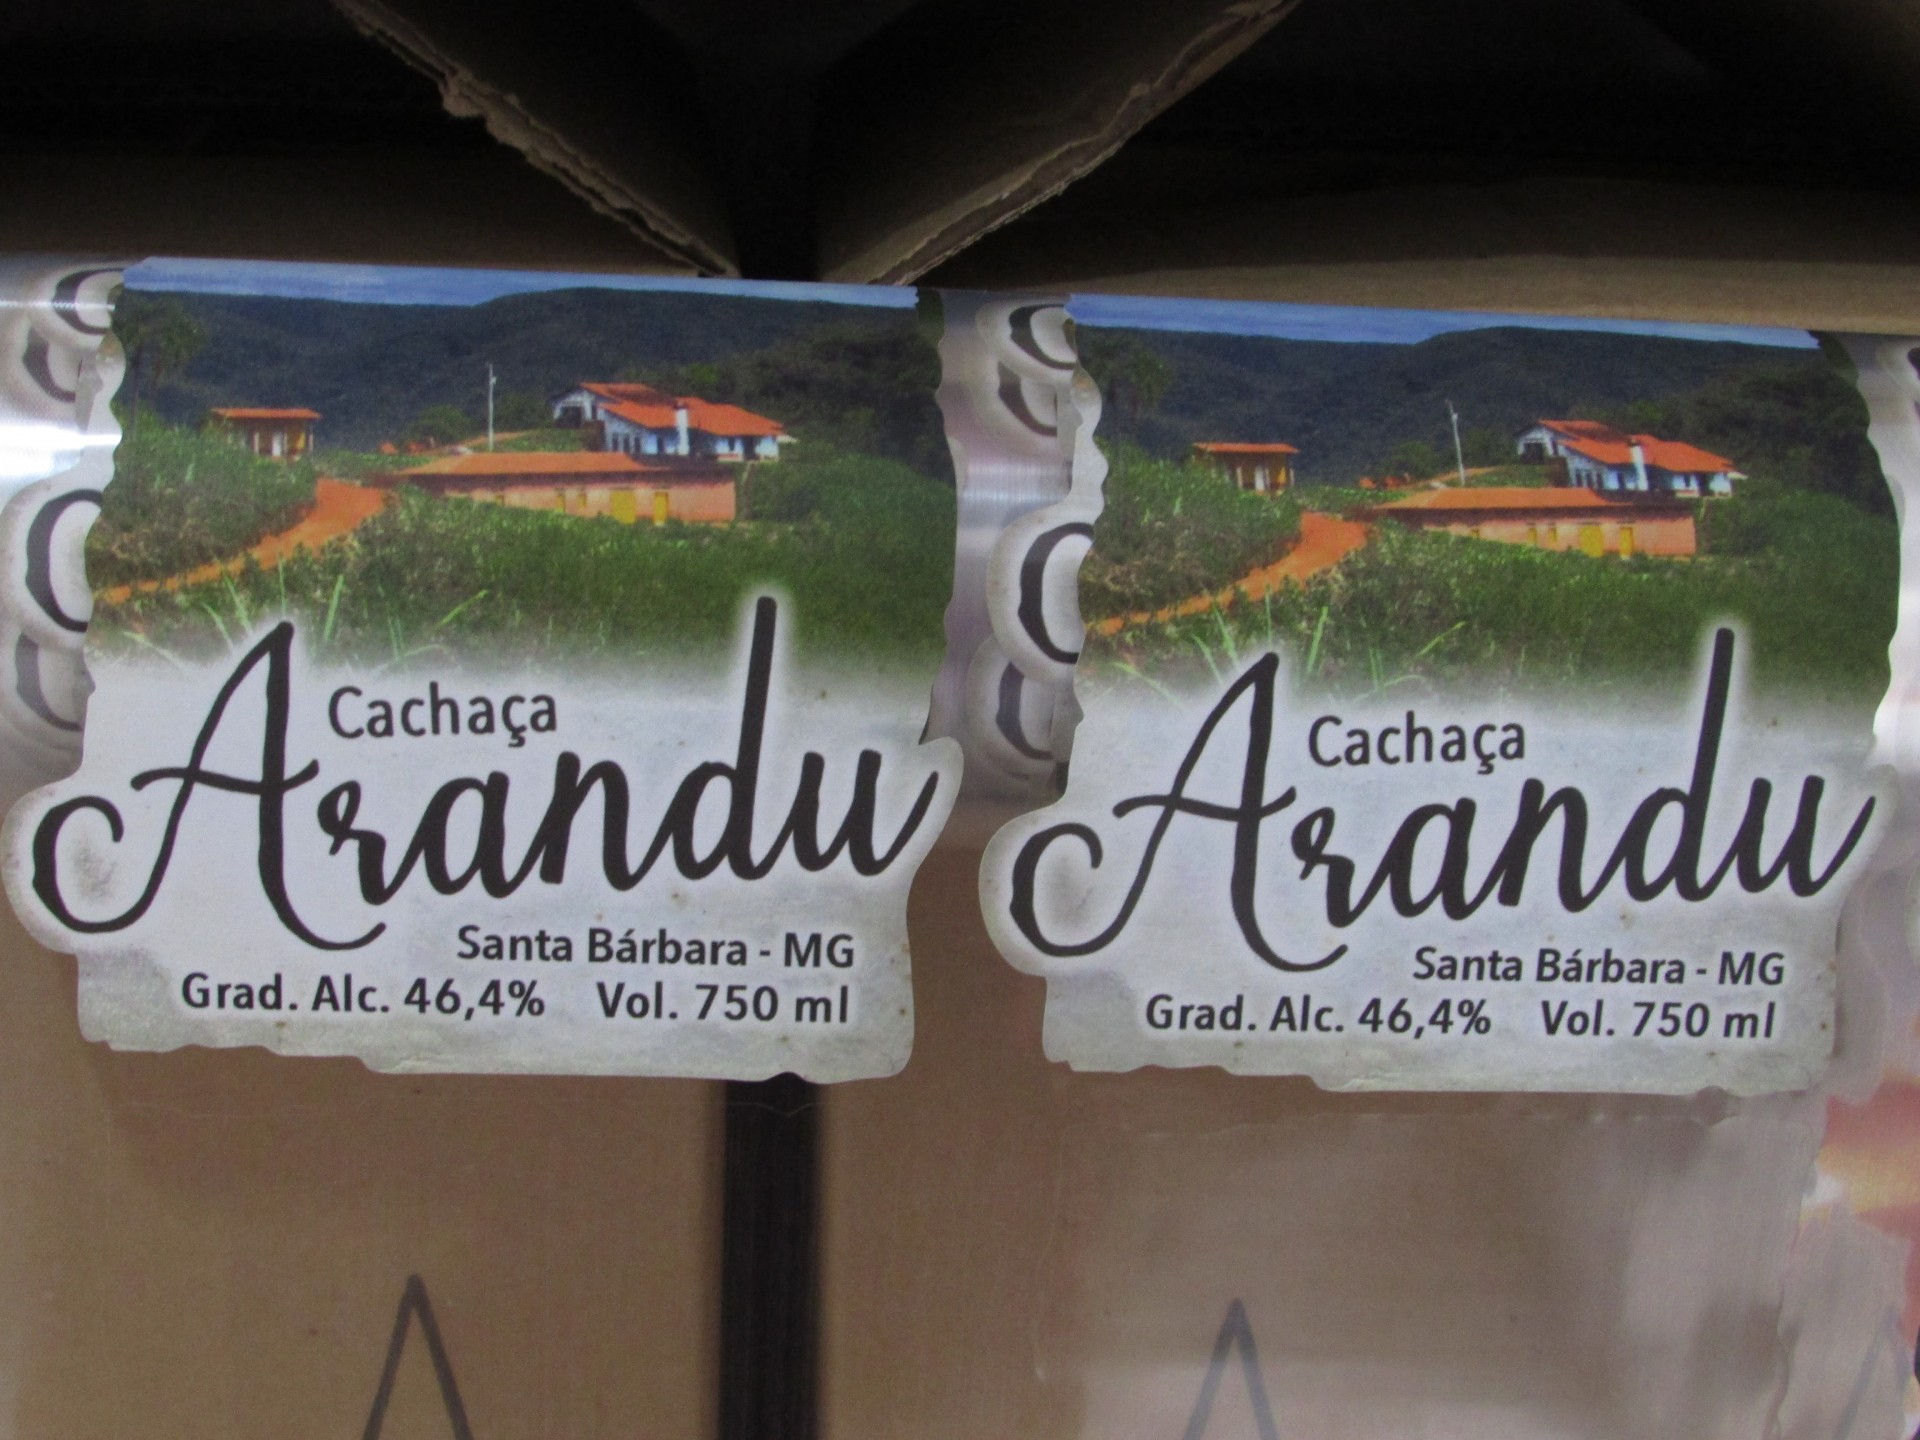 Cachaça
Arandu
Santa Bárbara - MG
Grad. Alc. 46,4% Vol. 750 ml
Cachaça
Arandu
Santa Bárbara - MG
Grad. Alc. 46,4% Vol. 750 ml